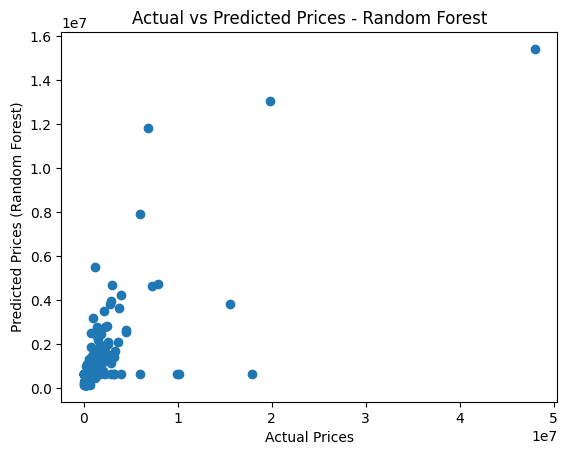 Actual vs Predicted Prices - Random Forest
1e7
1.6
1.4
1.2
1.0
0.8
0.6
0.4
0.2
0.0
Predicted Prices (Random Forest)
0 1 2 3 4 5
1e7
Actual Prices